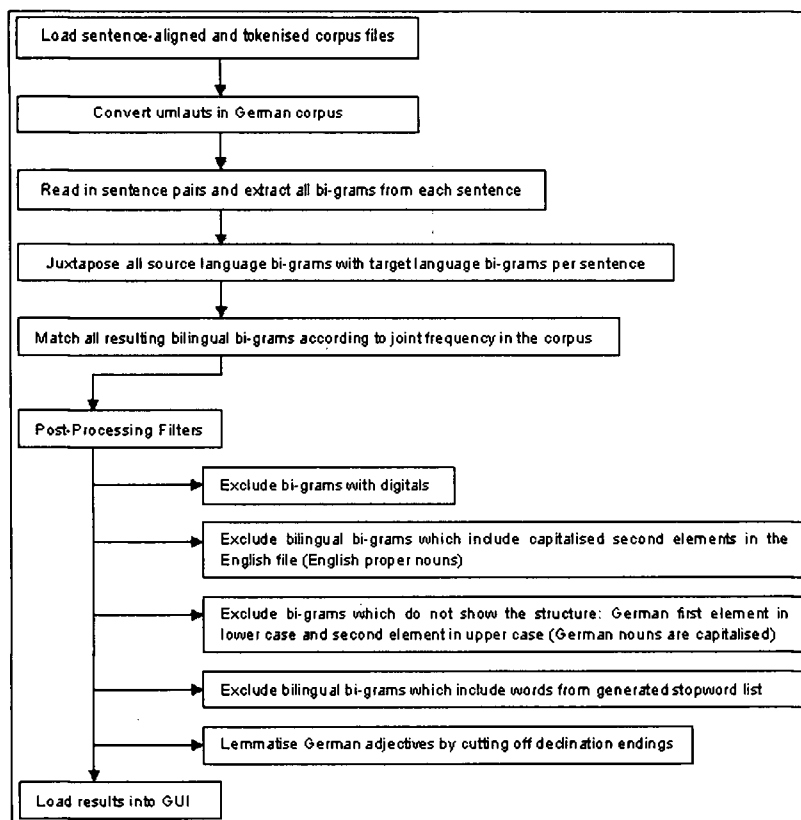 Load sentence-aligned and tokenised corpus files
Convert umlauts in German corpus
Read in sentence pairs and extract all bi-grams from each sentence
Juxtapose all source language bi-grams with target language bi-grams per sentence
Match all resulting bilingual bi-grams according to joint frequency in the corpus
Post-Processing Filters
Exclude bi-grams with digitals
Exclude bilingual bi-grams which include capitalised second elements in the
English file (English proper nouns)
Exclude bi-grams which do not show the structure: German first element in
lower case and second element in upper case (German nouns are capitalised)
Exclude bilingual bi-grams which include words from generated stopword list
Lemmatise German adjectives by cutting off declination endings
Load results into GUI